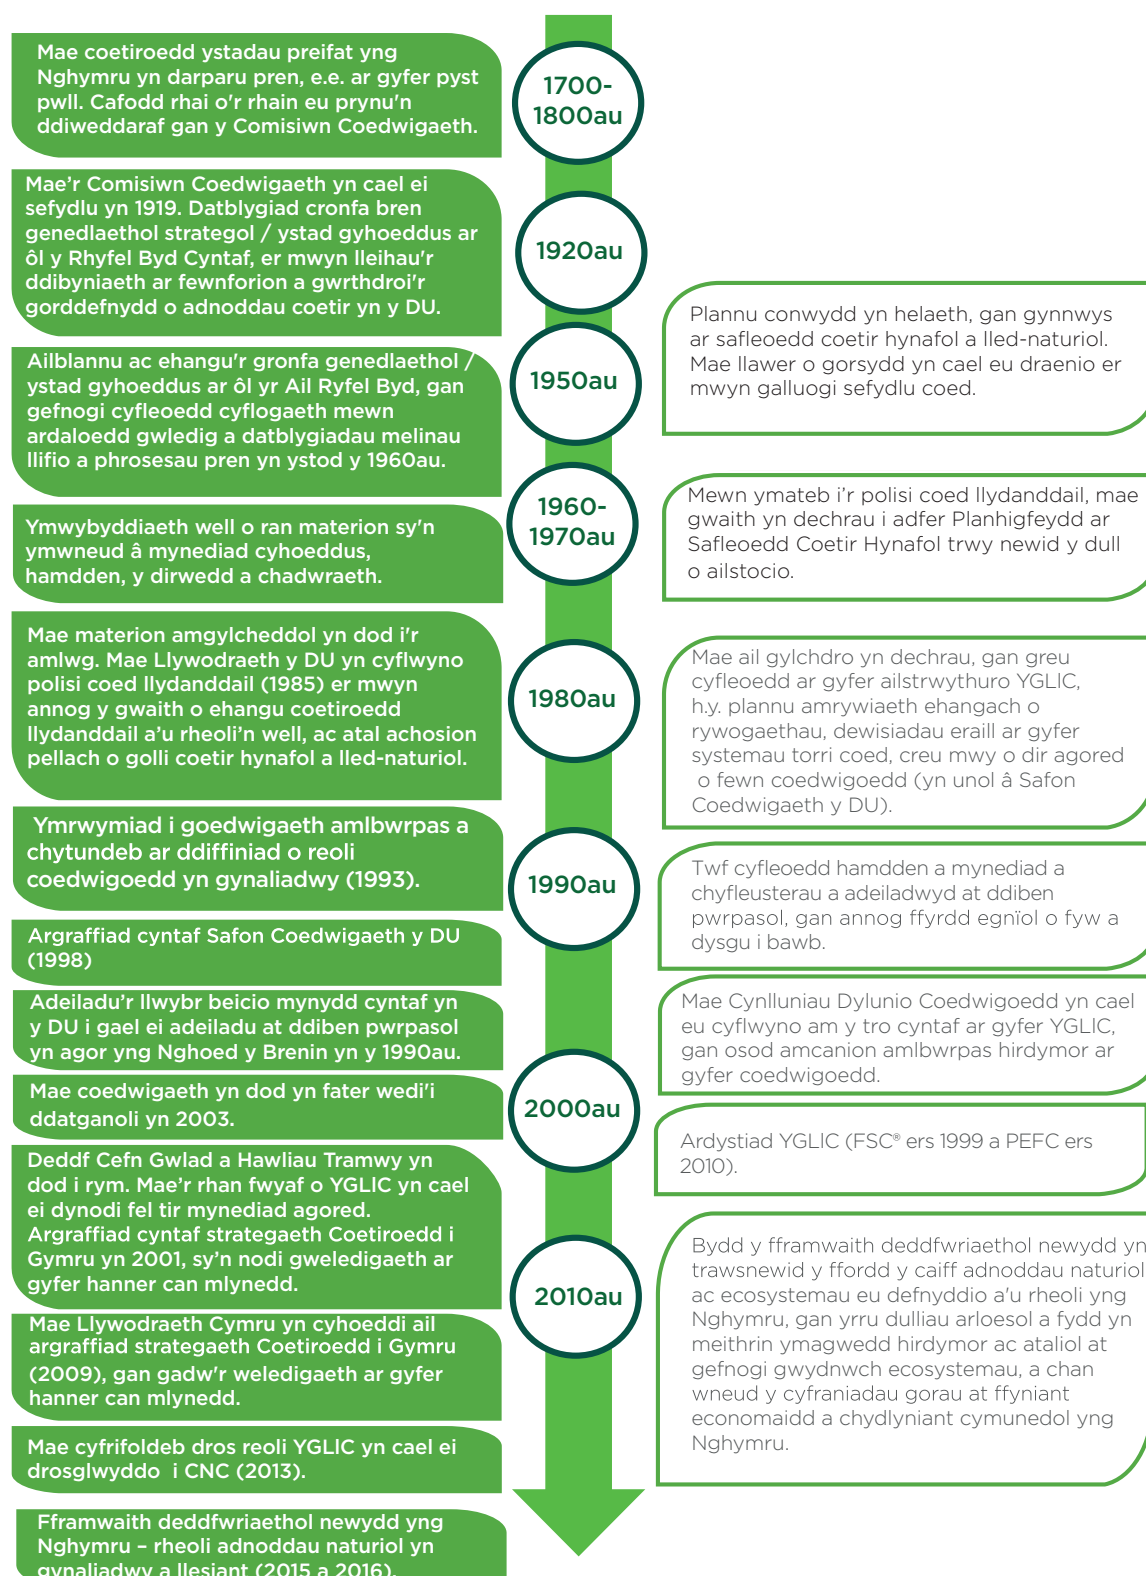 Mae coetiroedd ystadau preifat yng
Nghymru yn darparu pren, e.e. ar gyfer pyst
pwll. Cafodd rhai o'r rhain eu prynu'n
ddiweddaraf gan y Comisiwn Coedwigaeth.
1700-
1800au
Mae'r Comisiwn Coedwigaeth yn cael ei
sefydlu yn 1919. Datblygiad cronfa bren
genedlaethol strategol / ystad gyhoeddus ar
ôl y Rhyfel Byd Cyntaf, er mwyn lleihau'r
ddibyniaeth ar fewnforion a gwrthdroi'r
gorddefnydd o adnoddau coetir yn y DU.
1920au
Ailblannu ac ehangu'r gronfa genedlaethol /
ystad gyhoeddus ar ôl yr Ail Ryfel Byd, gan
gefnogi cyfleoedd cyflogaeth mewn
ardaloedd gwledig a datblygiadau melinau
llifio a phrosesau pren yn ystod y 1960au.
1950au
Plannu conwydd yn helaeth, gan gynnwys
ar safleoedd coetir hynafol a lled-naturiol.
Mae llawer o gorsydd yn cael eu draenio er
mwyn galluogi sefydlu coed.
Ymwybyddiaeth well o ran materion sy'n
ymwneud â mynediad cyhoeddus,
hamdden, y dirwedd a chadwraeth.
1960-
1970au
Mewn ymateb i'r polisi coed llydanddail, mae
gwaith yn dechrau i adfer Planhigfeydd ar
Safleoedd Coetir Hynafol trwy newid y dull
o ailstocio.
Mae materion amgylcheddol yn dod i'r
amlwg. Mae Llywodraeth y DU yn cyflwyno
polisi coed llydanddail (1985) er mwyn
annog y gwaith o ehangu coetiroedd
llydanddail a'u rheoli'n well, ac atal achosion
pellach o golli coetir hynafol a lled-naturiol.
1980au
Mae ail gylchdro yn dechrau, gan greu
cyfleoedd ar gyfer ailstrwythuro YGLlC,
h.y. plannu amrywiaeth ehangach o
rywogaethau, dewisiadau eraill ar gyfer
systemau torri coed, creu mwy o dir agored
o fewn coedwigoedd (yn unol â Safon
Coedwigaeth y DU).
Ymrwymiad i goedwigaeth amlbwrpas a
chytundeb ar ddiffiniad o reoli
coedwigoedd yn gynaliadwy (1993).
1990au
Twf cyfleoedd hamdden a mynediad a
chyfleusterau a adeiladwyd at ddiben
pwrpasol, gan annog ffyrdd egnïol o fyw a
dysgu i bawb.
Argraffiad cyntaf Safon Coedwigaeth y DU
(1998)
Adeiladu'r llwybr beicio mynydd cyntaf yn
y DU i gael ei adeiladu at ddiben pwrpasol
yn agor yng Nghoed y Brenin yn y 1990au.
Mae Cynlluniau Dylunio Coedwigoedd yn cael
eu cyflwyno am y tro cyntaf ar gyfer YGLlC,
gan osod amcanion amlbwrpas hirdymor ar
gyfer coedwigoedd.
Mae coedwigaeth yn dod yn fater wedi'i
ddatganoli yn 2003.
2000au
Ardystiad YGLlC (FSC® ers 1999 a PEFC ers
2010).
Deddf Cefn Gwlad a Hawliau Tramwy yn
dod i rym. Mae'r rhan fwyaf o YGLlC yn cael
ei dynodi fel tir mynediad agored.
Argraffiad cyntaf strategaeth Coetiroedd i
Gymru yn 2001, sy'n nodi gweledigaeth ar
gyfer hanner can mlynedd.
2010au
Bydd y fframwaith deddfwriaethol newydd yn
trawsnewid y ffordd y caiff adnoddau naturiol
ac ecosystemau eu defnyddio a'u rheoli yng
Nghymru, gan yrru dulliau arloesol a fydd yn
meithrin ymagwedd hirdymor ac ataliol at
gefnogi gwydnwch ecosystemau, a chan
wneud y cyfraniadau gorau at ffyniant
economaidd a chydlyniant cymunedol yng
Nghymru.
Mae Llywodraeth Cymru yn cyhoeddi ail
argraffiad strategaeth Coetiroedd i Gymru
(2009), gan gadw'r weledigaeth ar gyfer
hanner can mlynedd.
Mae cyfrifoldeb dros reoli YGLlC yn cael ei
drosglwyddo i CNC (2013).
Fframwaith deddfwriaethol newydd yng
Nghymru – rheoli adnoddau naturiol yn
gynaliadwy a llesiant (2015 a 2016).